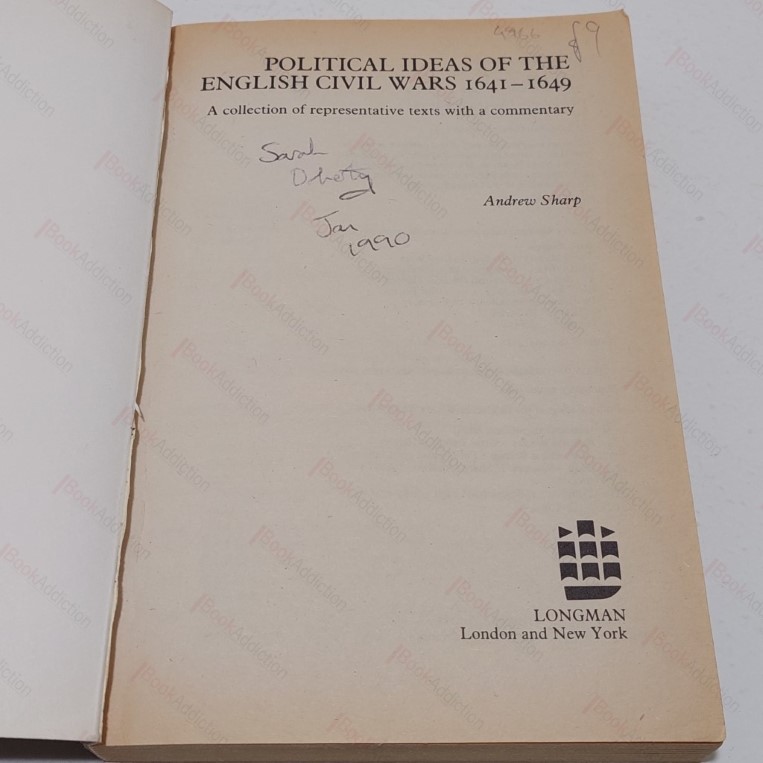 4966 £9
POLITICAL IDEAS OF THE
ENGLISH CIVIL WARS 1641–1649
A collection of representative texts with a commentary
Sarah
Jan
1990
Andrew Sharp
LONGMAN
London and New York
BookAddiction